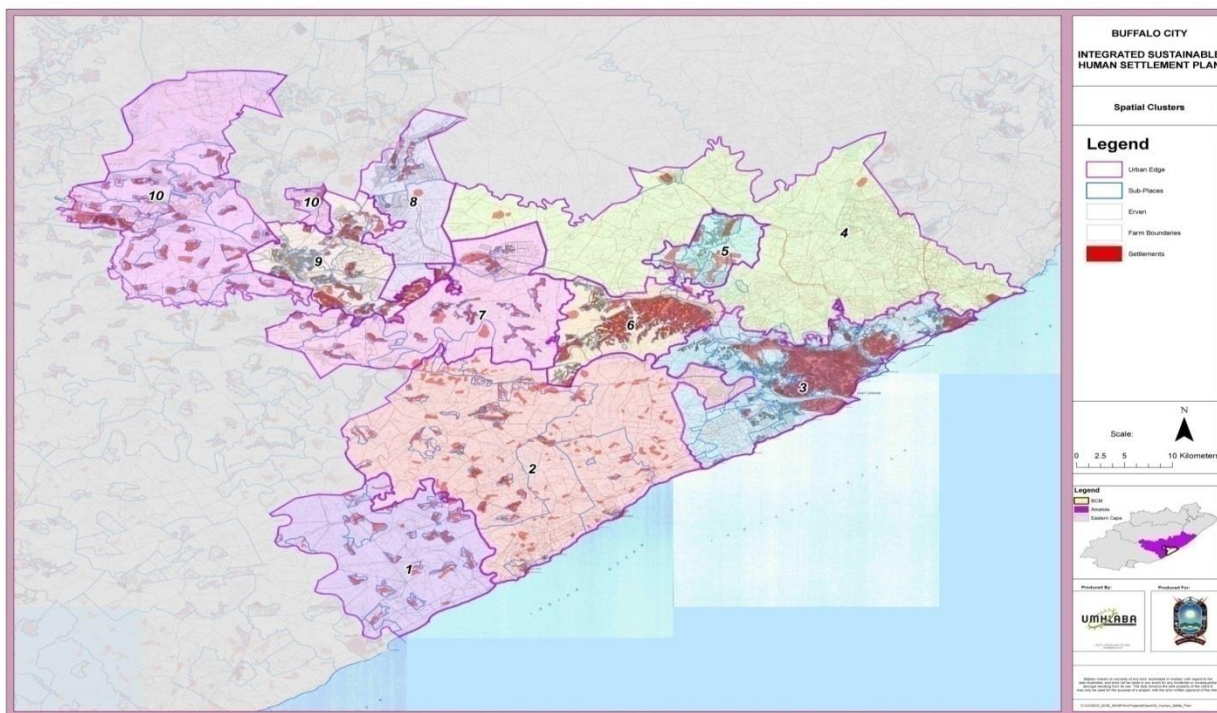 BUFFALO CITY
INTEGRATED SUSTAINABLE
HUMAN SETTLEMENT PLAN
Spatial Clusters
Legend
Urban Edge
Sub-Places
Erven
Farm Boundaries
Settlements
10
10
8
9
4
5
7
6
3
2
1
N
Scale:
0 2.5 5 10 Kilometers
Legend
BCM
Amatole
Eastern Cape
Produced By:
Produced For:
UMHLABA